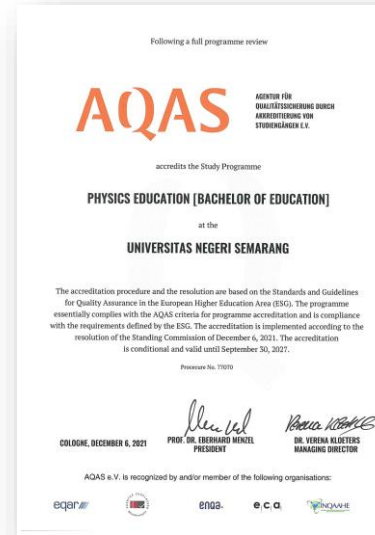 Following a full programme review
AQAS
AGENTUR FÜR
QUALITÄTSSICHERUNG DURCH
AKKREDITIERUNG VON
STUDIENGÄNGEN E.V.
accredits the Study Programme
PHYSICS EDUCATION [BACHELOR OF EDUCATION]
at the
UNIVERSITAS NEGERI SEMARANG
The accreditation procedure and the resolution are based on the Standards and Guidelines
for Quality Assurance in the European Higher Education Area (ESG). The programme
essentially complies with the AQAS criteria for programme accreditation and is compliance
with the requirements defined by the ESG. The accreditation is implemented according to the
resolution of the Standing Commission of December 6, 2021. The accreditation
is conditional and valid until September 30, 2027.
Procesure No. 77070
COLOGNE, DECEMBER 6, 2021
PROF. DR. EBERHARD MENZEL
PRESIDENT
DR. VERENA KLOETERS
MANAGING DIRECTOR
AQAS e.V. is recognized by and/or member of the following organisations:
eqar
enqa.
e.c.a.
INQAAHE